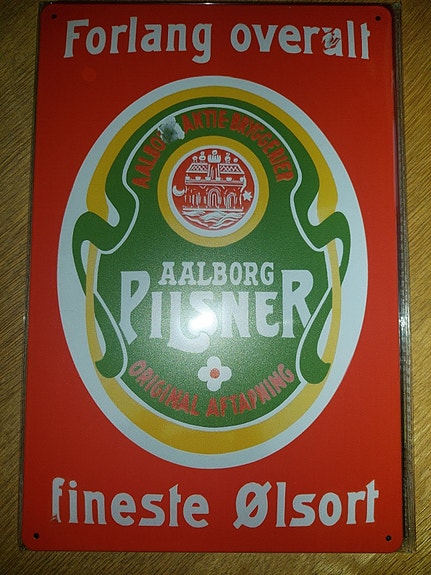 Forlang overalt
AALBORG AKTIE-BRYGGERIER
AALBORG
PILSNER
ORIGINAL AFTAPNING
fineste Ølsort